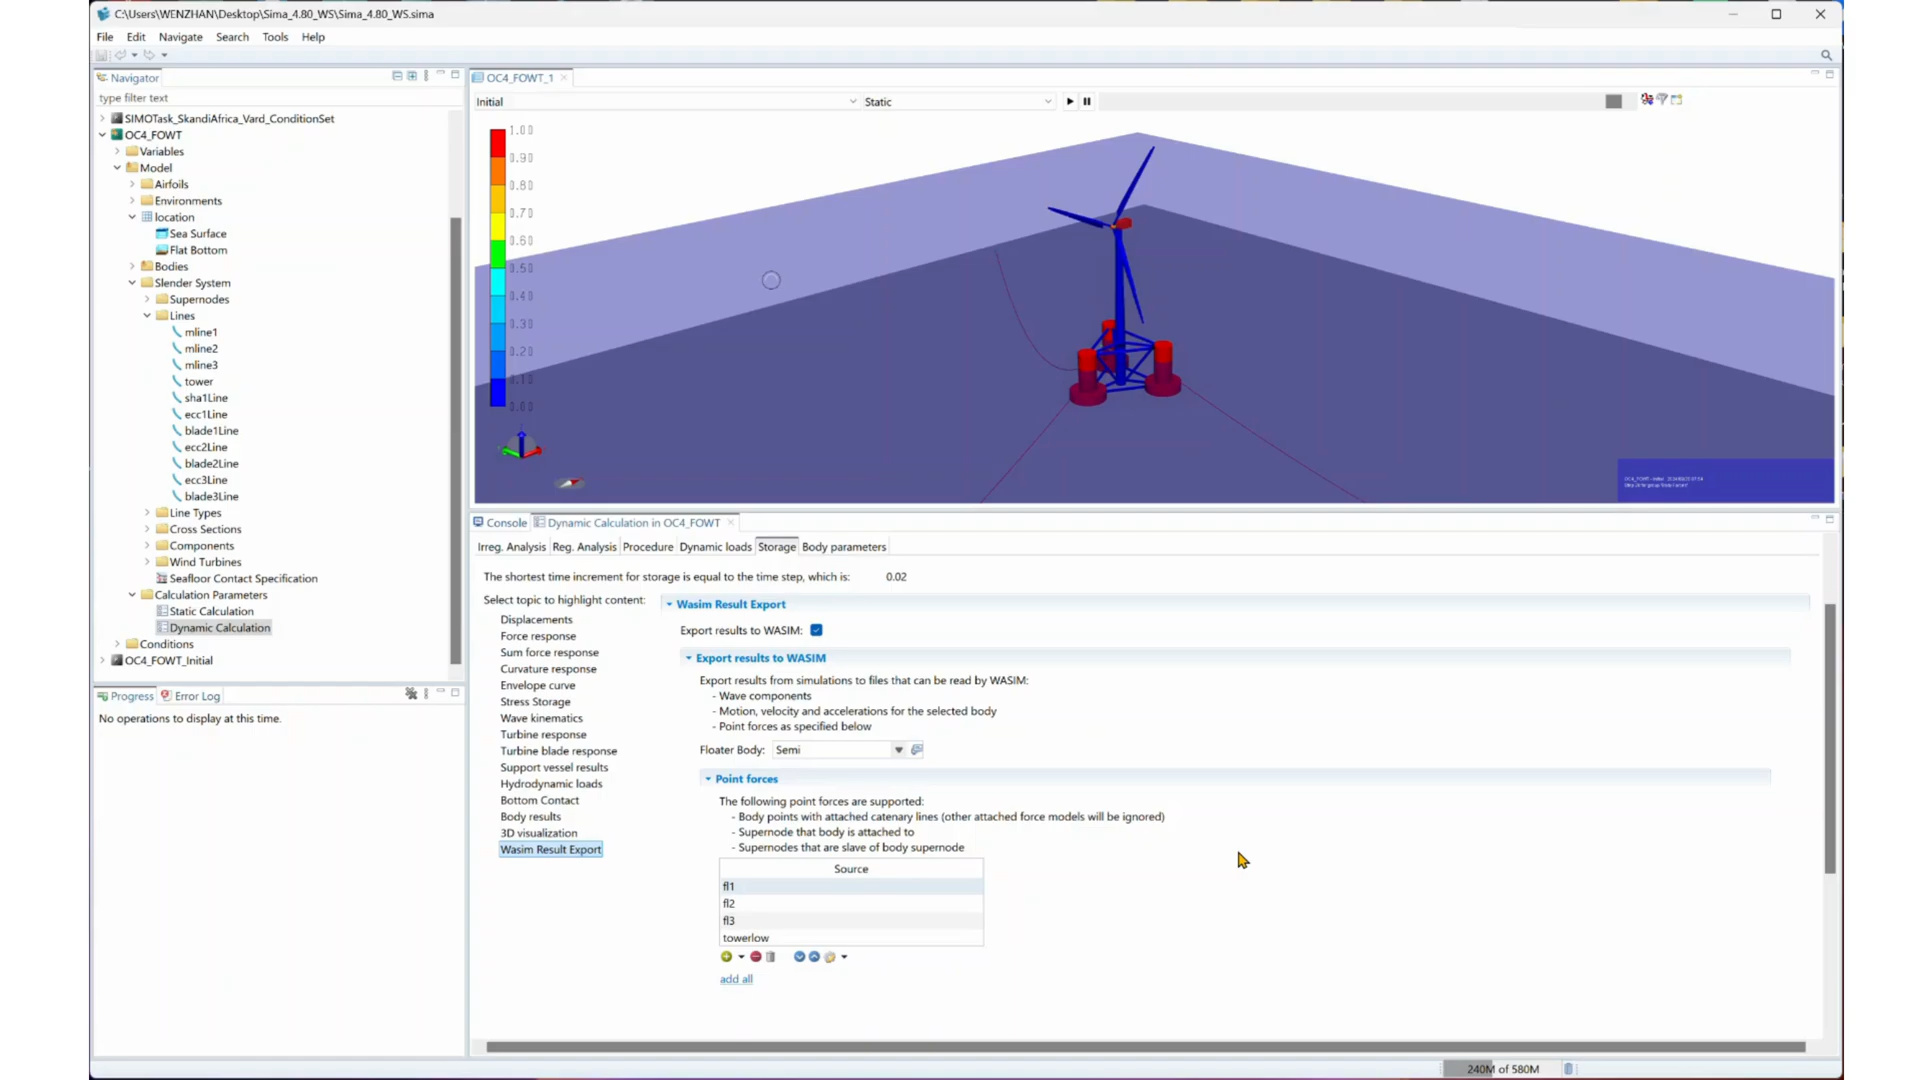 C:\Users\WENZHAN\Desktop\Sima_4.80_WS\Sima_4.80_WS.sima
File Edit Navigate Search Tools Help
Navigator
type filter text
SIMOTask_SkandiAfrica_Vard_ConditionSet
OC4_FOWT
Variables
Model
Airfoils
Environments
location
Sea Surface
Flat Bottom
Bodies
Slender System
Supernodes
Lines
mline1
mline2
mline3
tower
sha1Line
ecc1Line
blade1Line
ecc2Line
blade2Line
ecc3Line
blade3Line
Line Types
Cross Sections
Components
Wind Turbines
Seafloor Contact Specification
Calculation Parameters
Static Calculation
Dynamic Calculation
Conditions
OC4_FOWT_Initial
Progress Error Log
No operations to display at this time.
OC4_FOWT_1
Initial Static
1.00
0.90
0.80
0.70
0.60
0.50
0.40
0.30
0.20
0.10
0.00
Console Dynamic Calculation in OC4_FOWT
Irreg. Analysis Reg. Analysis Procedure Dynamic loads Storage Body parameters
The shortest time increment for storage is equal to the time step, which is: 0.02
Select topic to highlight content:
Displacements
Force response
Sum force response
Curvature response
Envelope curve
Stress Storage
Wave kinematics
Turbine response
Turbine blade response
Support vessel results
Hydrodynamic loads
Bottom Contact
Body results
3D visualization
Wasim Result Export
Wasim Result Export
Export results to WASIM:
Export results to WASIM
Export results from simulations to files that can be read by WASIM:
- Wave components
- Motion, velocity and accelerations for the selected body
- Point forces as specified below
Floater Body: Semi
Point forces
The following point forces are supported:
- Body points with attached catenary lines (other attached force models will be ignored)
- Supernode that body is attached to
- Supernodes that are slave of body supernode
Source
fl1
fl2
fl3
towerlow
add all
240M of 580M